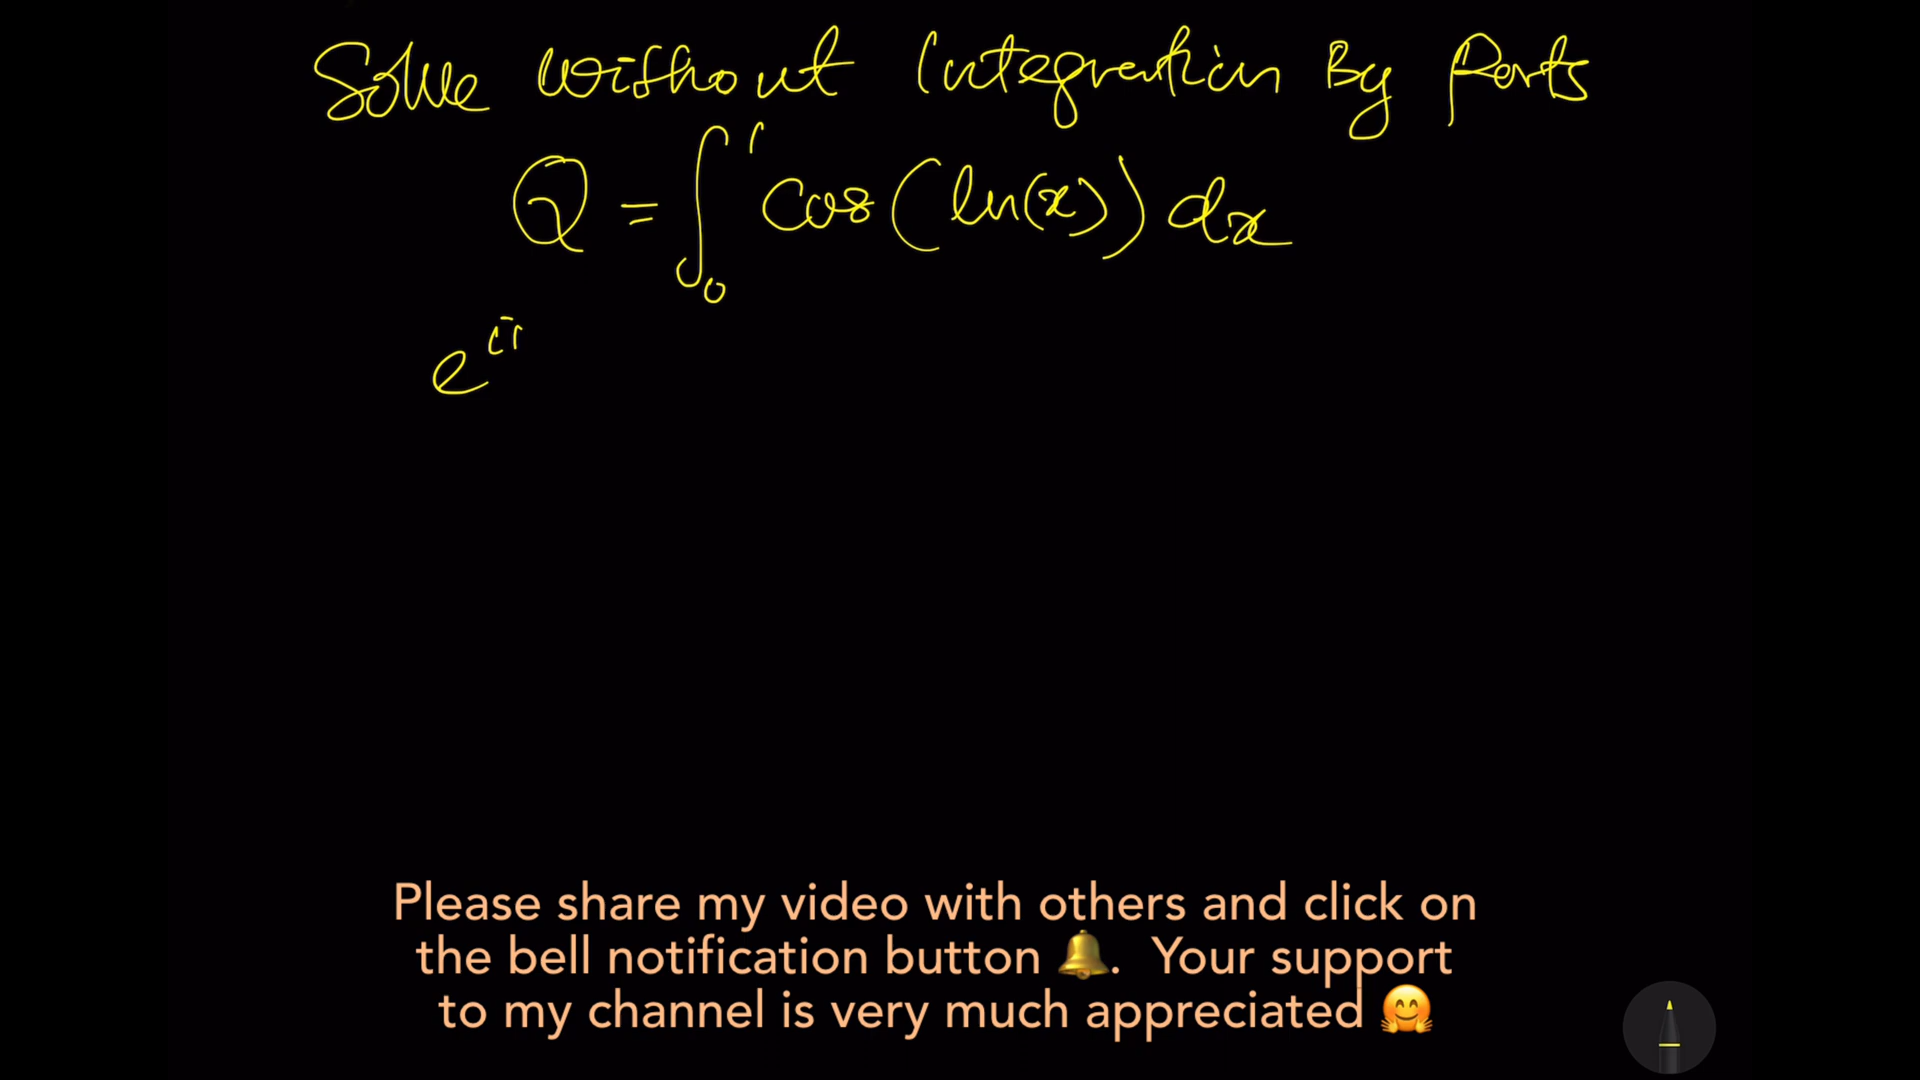 Solve Without Integration By Parts
Q = ∫₀¹ cos(ln(x)) dx
e^i
Please share my video with others and click on
the bell notification button 🔔. Your support
to my channel is very much appreciated 🤗